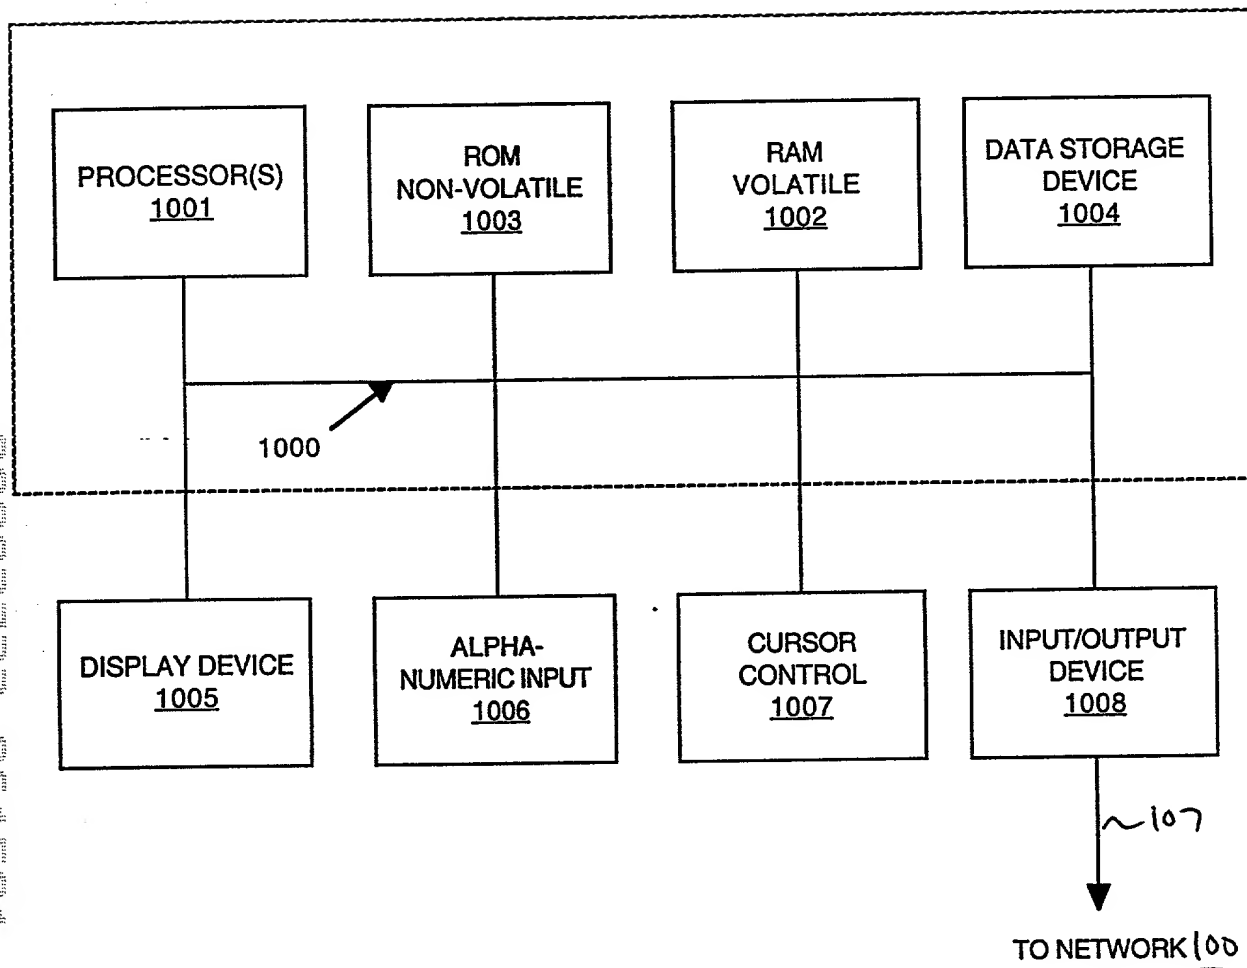 PROCESSOR(S)
1001
ROM
NON-VOLATILE
1003
RAM
VOLATILE
1002
DATA STORAGE
DEVICE
1004
1000
DISPLAY DEVICE
1005
ALPHA-
NUMERIC INPUT
1006
CURSOR
CONTROL
1007
INPUT/OUTPUT
DEVICE
1008
107
TO NETWORK 100